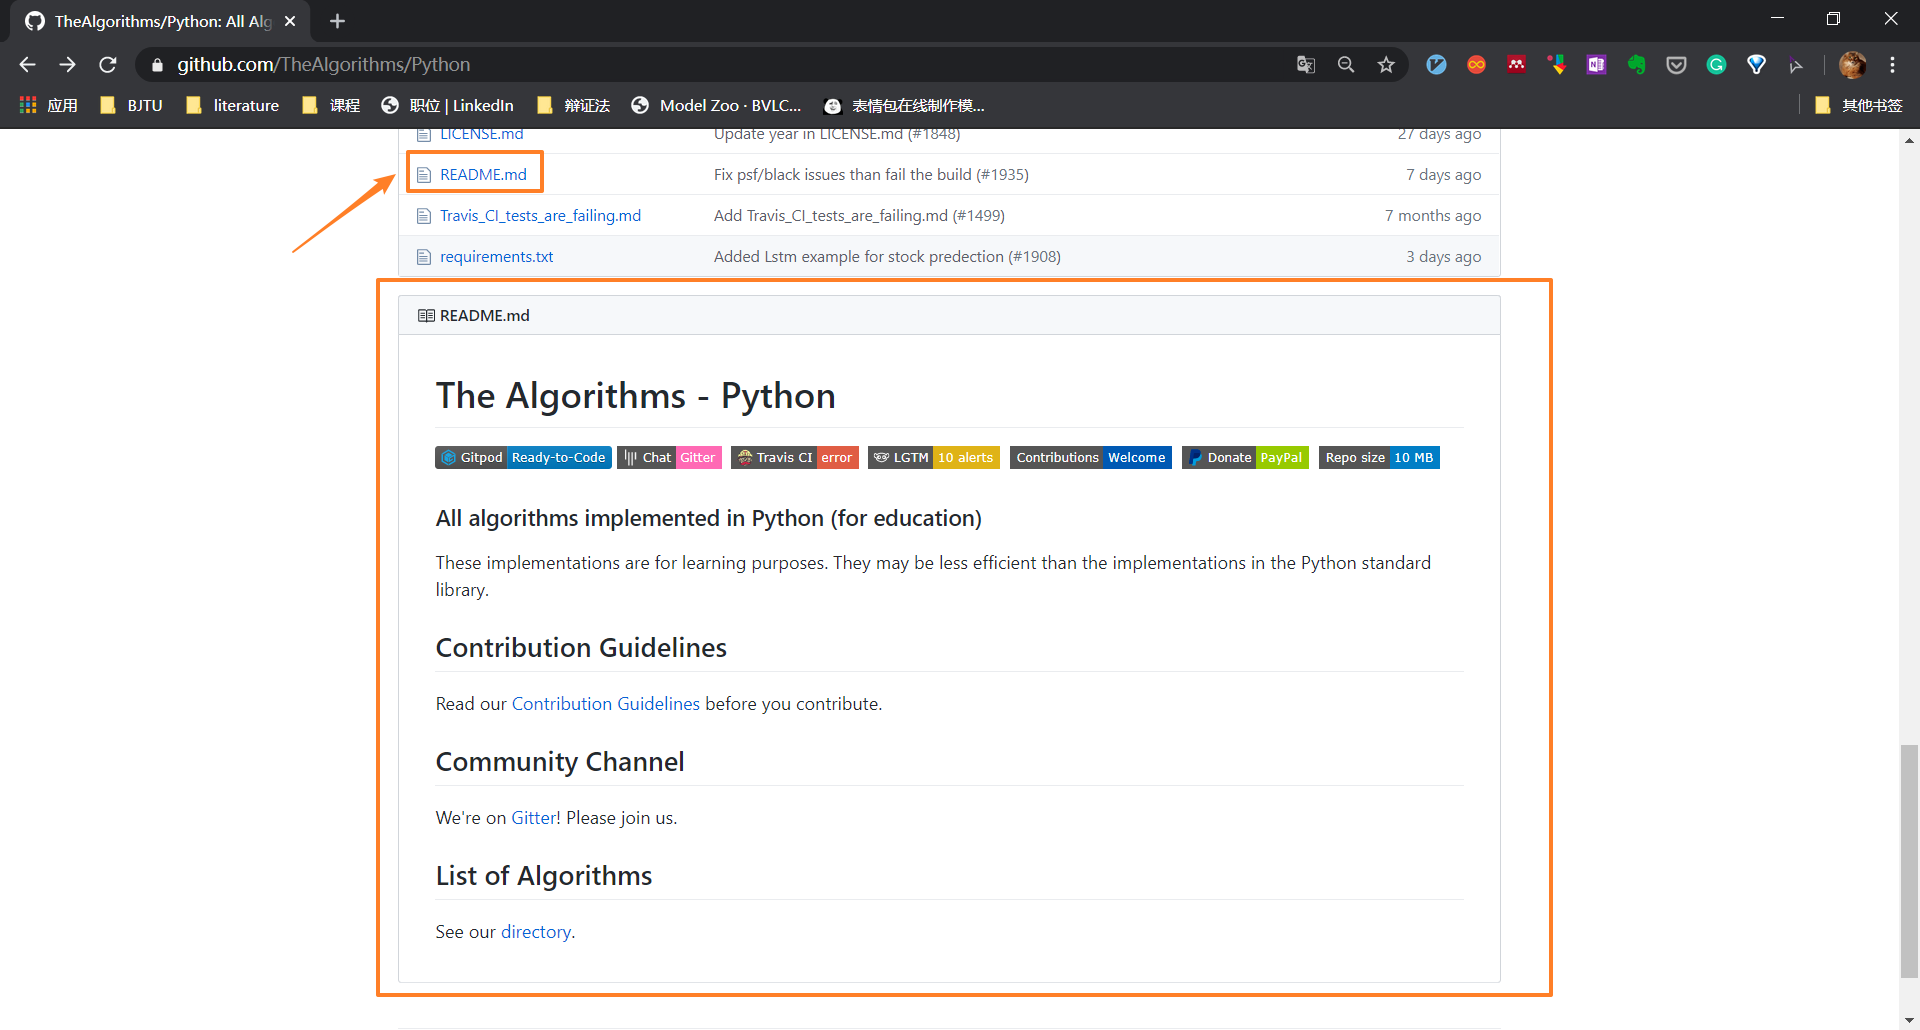 TheAlgorithms/Python: All Alg
github.com/TheAlgorithms/Python
应用 BJTU literature 课程 职位 | LinkedIn 辩证法 Model Zoo · BVLC... 表情包在线制作模... 其他书签
LICENSE.md Update year in LICENSE.md (#1848) 27 days ago
README.md Fix psf/black issues than fail the build (#1935) 7 days ago
Travis_CI_tests_are_failing.md Add Travis_CI_tests_are_failing.md (#1499) 7 months ago
requirements.txt Added Lstm example for stock predection (#1908) 3 days ago
README.md
The Algorithms - Python
Gitpod Ready-to-Code Chat Gitter Travis CI error LGTM 10 alerts Contributions Welcome Donate PayPal Repo size 10 MB
All algorithms implemented in Python (for education)
These implementations are for learning purposes. They may be less efficient than the implementations in the Python standard
library.
Contribution Guidelines
Read our Contribution Guidelines before you contribute.
Community Channel
We're on Gitter! Please join us.
List of Algorithms
See our directory.